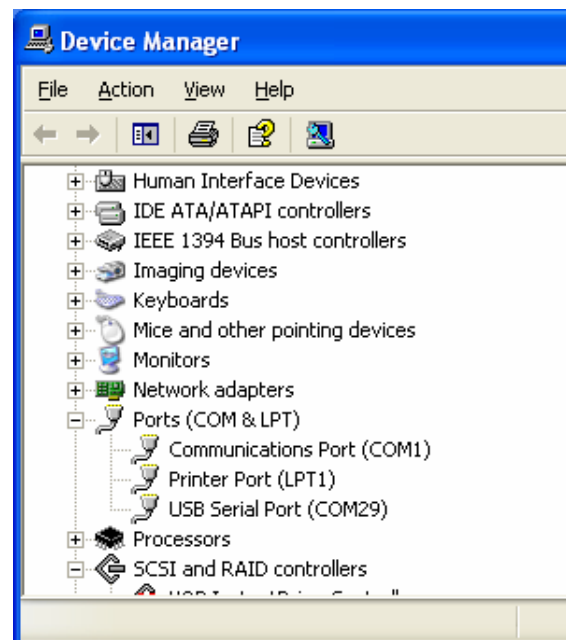 Device Manager
File Action View Help
Human Interface Devices
IDE ATA/ATAPI controllers
IEEE 1394 Bus host controllers
Imaging devices
Keyboards
Mice and other pointing devices
Monitors
Network adapters
Ports (COM & LPT)
Communications Port (COM1)
Printer Port (LPT1)
USB Serial Port (COM29)
Processors
SCSI and RAID controllers